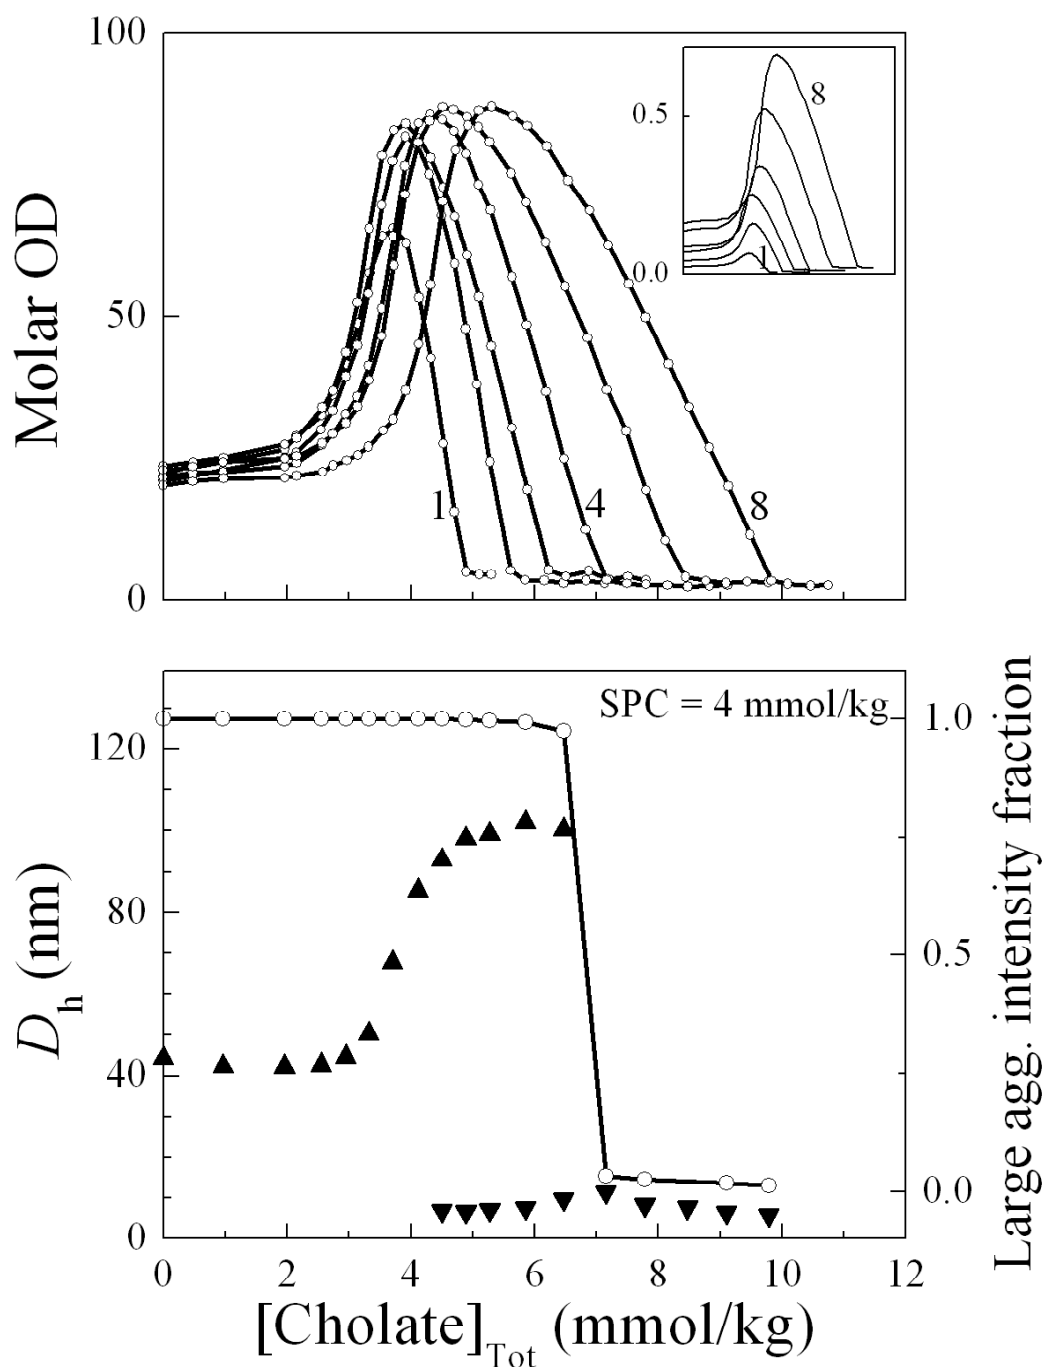 100
50
0
Molar OD
1
4
8
0.5
0.0
8
1
SPC = 4 mmol/kg
120
80
40
0
D_h (nm)
1.0
0.5
0.0
Large agg. intensity fraction
0 2 4 6 8 10 12
[Cholate]_Tot (mmol/kg)